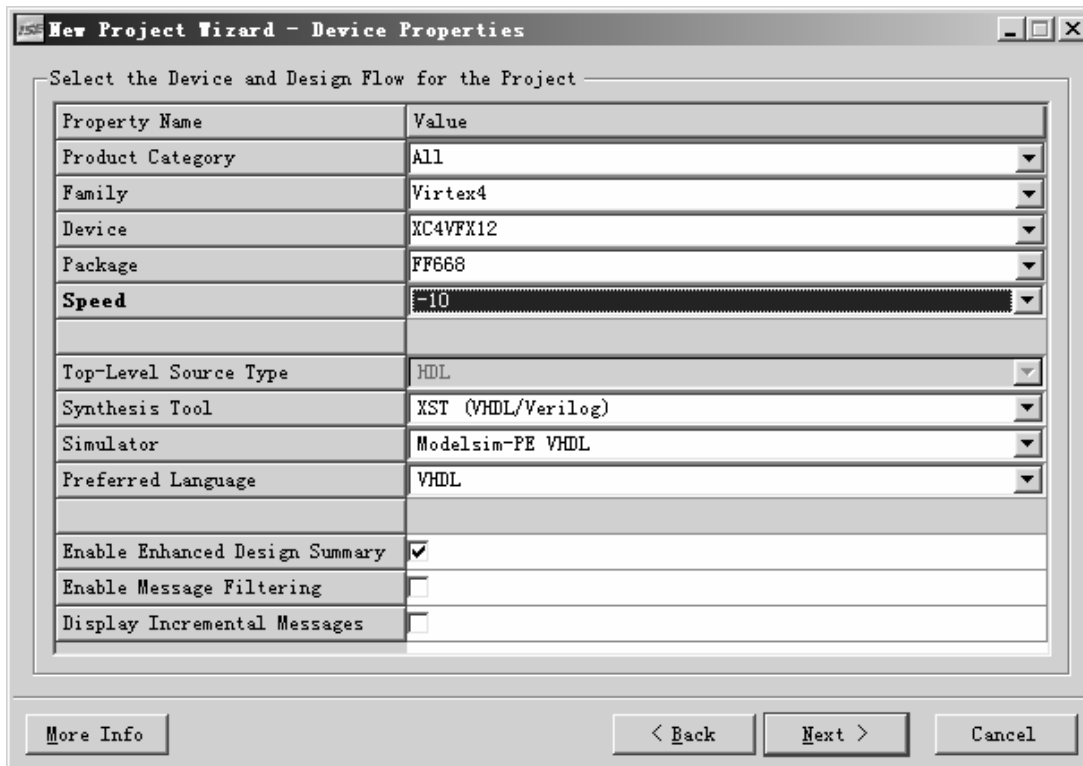 ISE New Project Wizard - Device Properties
Select the Device and Design Flow for the Project
Property Name Value
Product Category All
Family Virtex4
Device XC4VFX12
Package FF668
Speed -10
Top-Level Source Type HDL
Synthesis Tool XST (VHDL/Verilog)
Simulator Modelsim-PE VHDL
Preferred Language VHDL
Enable Enhanced Design Summary
Enable Message Filtering
Display Incremental Messages
More Info < Back Next > Cancel